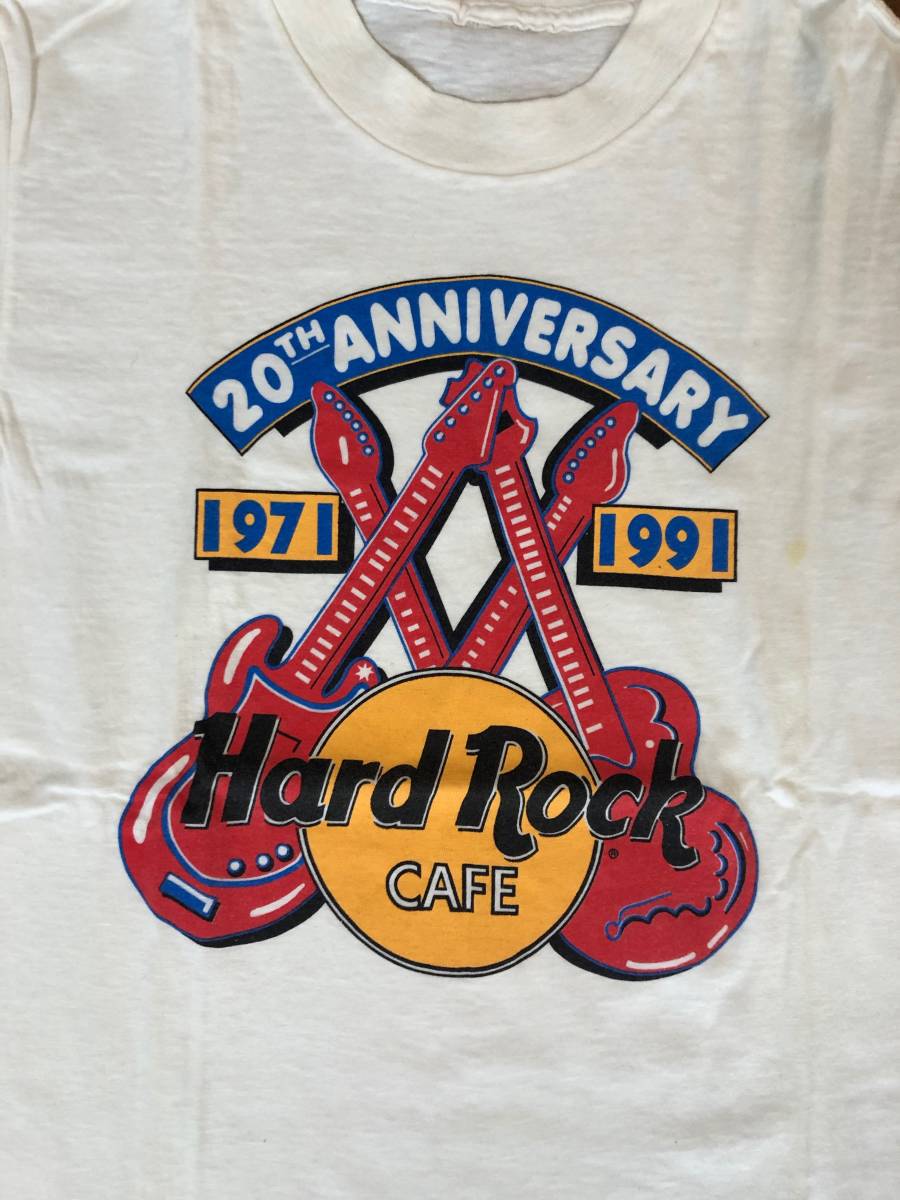 20TH ANNIVERSARY
1971 1991
Hard Rock
®
CAFE